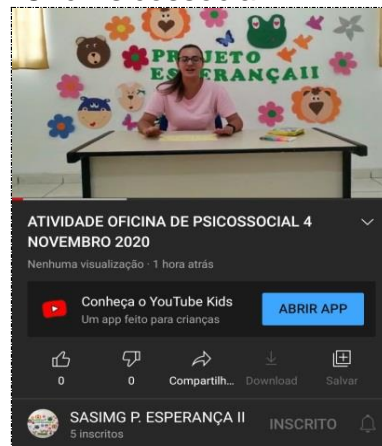 PROJETO
ESPERANÇA II
ATIVIDADE OFICINA DE PSICOSSOCIAL 4
NOVEMBRO 2020
Nenhuma visualização · 1 hora atrás
Conheça o YouTube Kids
Um app feito para crianças
ABRIR APP
0
0
Compartilh...
Download
Salvar
SASIMG P. ESPERANÇA II
5 inscritos
INSCRITO